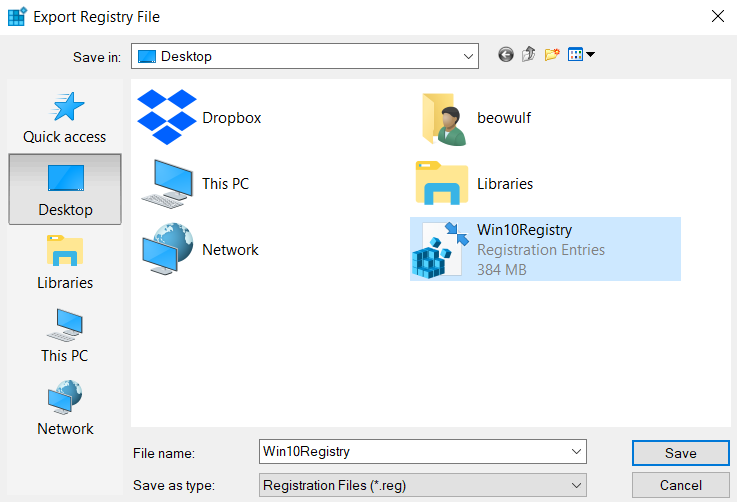 Export Registry File
Save in:
Desktop
Quick access
Desktop
Libraries
This PC
Network
Dropbox
beowulf
This PC
Libraries
Network
Win10Registry
Registration Entries
384 MB
File name:
Win10Registry
Save
Save as type:
Registration Files (*.reg)
Cancel